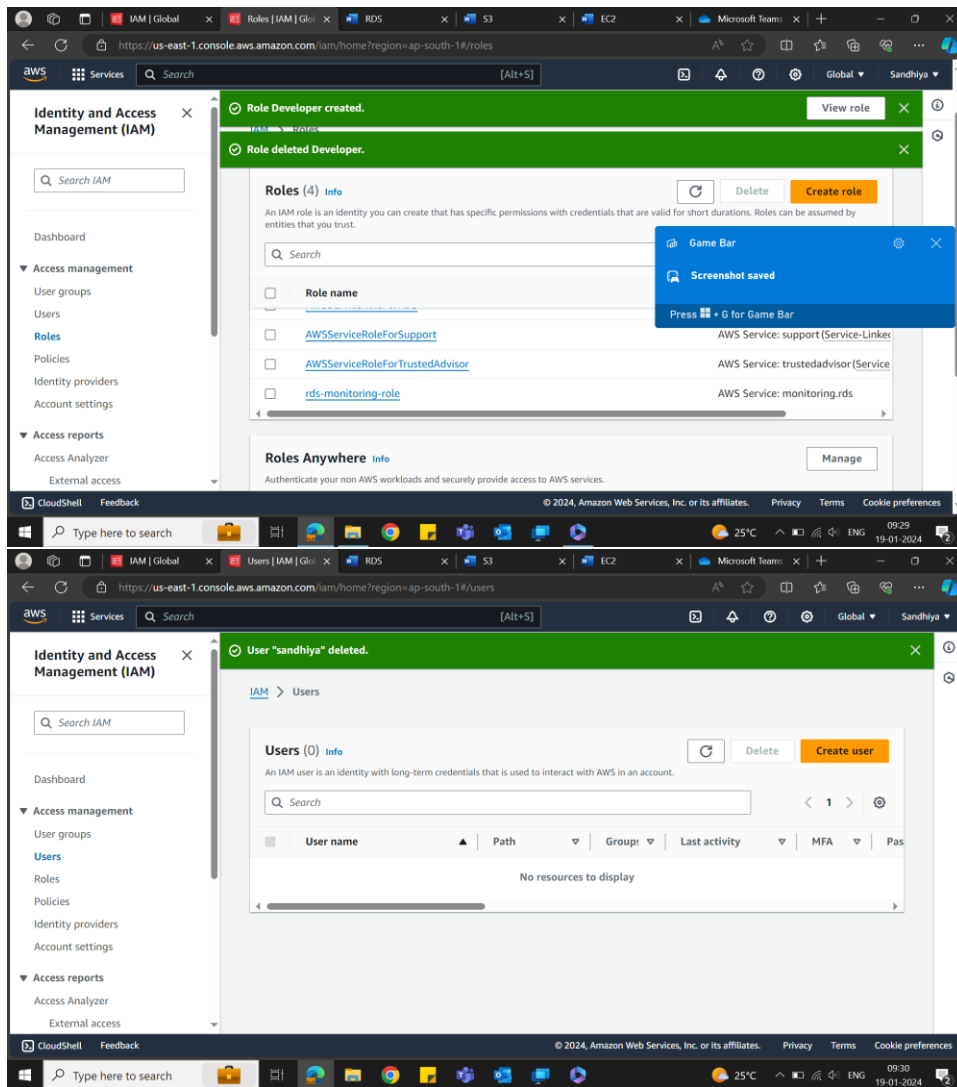 IAM | Global
Roles | IAM | Glo
RDS
S3
EC2
Microsoft Teams
https://us-east-1.console.aws.amazon.com/iam/home?region=ap-south-1#/roles
aws
Services
Search
[Alt+S]
Global
Sandhiya
Identity and Access
Management (IAM)
Search IAM
Dashboard
Access management
User groups
Users
Roles
Policies
Identity providers
Account settings
Access reports
Access Analyzer
External access
Role Developer created.
View role
IAM > Roles
Role deleted Developer.
Roles (4) Info
Delete
Create role
An IAM role is an identity you can create that has specific permissions with credentials that are valid for short durations. Roles can be assumed by
entities that you trust.
Search
Role name
AWSServiceRoleForSupport
AWS Service: support (Service-Linked
AWSServiceRoleForTrustedAdvisor
AWS Service: trustedadvisor (Service
rds-monitoring-role
AWS Service: monitoring.rds
Game Bar
Screenshot saved
Press + G for Game Bar
Roles Anywhere Info
Manage
Authenticate your non AWS workloads and securely provide access to AWS services.
CloudShell Feedback
© 2024, Amazon Web Services, Inc. or its affiliates. Privacy Terms Cookie preferences
Type here to search
25°C
ENG
09:29
19-01-2024
2
IAM | Global
Users | IAM | Glo
RDS
S3
EC2
Microsoft Teams
https://us-east-1.console.aws.amazon.com/iam/home?region=ap-south-1#/users
aws
Services
Search
[Alt+S]
Global
Sandhiya
Identity and Access
Management (IAM)
Search IAM
Dashboard
Access management
User groups
Users
Roles
Policies
Identity providers
Account settings
Access reports
Access Analyzer
External access
User "sandhiya" deleted.
IAM > Users
Users (0) Info
Delete
Create user
An IAM user is an identity with long-term credentials that is used to interact with AWS in an account.
Search
1
User name
Path
Group:
Last activity
MFA
Pas
No resources to display
CloudShell Feedback
© 2024, Amazon Web Services, Inc. or its affiliates. Privacy Terms Cookie preferences
Type here to search
25°C
ENG
09:30
19-01-2024
2